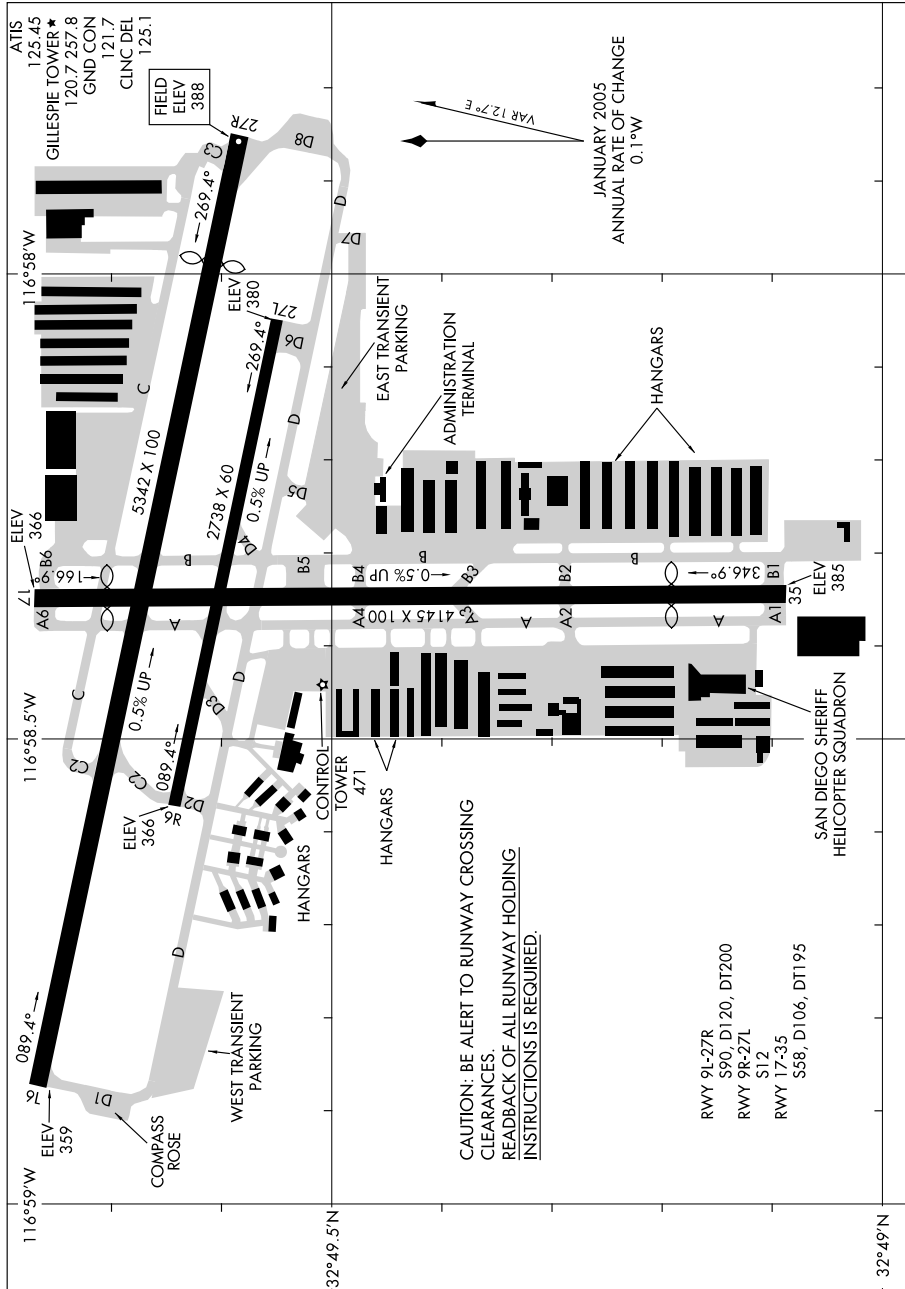 ATIS
125.45
GILLESPIE TOWER ★
120.7 257.8
GND CON
121.7
CLNC DEL
125.1
FIELD
ELEV
388
27R
C3
D8
269.4°
D
D7
VAR 12.7° E
JANUARY 2005
ANNUAL RATE OF CHANGE
0.1°W
116°58'W
ELEV
380
27L
269.4°
D6
C
D
EAST TRANSIENT
PARKING
ADMINISTRATION
TERMINAL
HANGARS
5342 X 100
2738 X 60
0.5% UP
D5
D4
ELEV
366
17
B6
A6
166.9°
B
A
B5
B4
A4
0.5% UP
B
B3
A3
4145 X 100
A
B2
A2
B
346.9°
A
B1
A1
35
ELEV
385
C
0.5% UP
D
D3
116°58.5'W
C2
C2
089.4°
9R
D2
ELEV
366
CONTROL
TOWER
471
HANGARS
HANGARS
SAN DIEGO SHERIFF
HELICOPTER SQUADRON
D
WEST TRANSIENT
PARKING
089.4°
9L
D1
ELEV
359
COMPASS
ROSE
116°59'W
32°49.5'N
32°49'N
CAUTION: BE ALERT TO RUNWAY CROSSING
CLEARANCES.
READBACK OF ALL RUNWAY HOLDING
INSTRUCTIONS IS REQUIRED.
RWY 9L-27R
S90, D120, DT200
RWY 9R-27L
S12
RWY 17-35
S58, D106, DT195